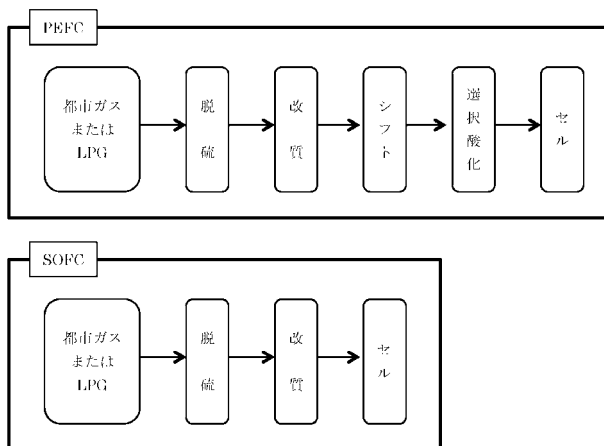 PEFC
都市ガス
または
LPG
脱硫
改質
シフト
選択酸化
セル
SOFC
都市ガス
または
LPG
脱硫
改質
セル